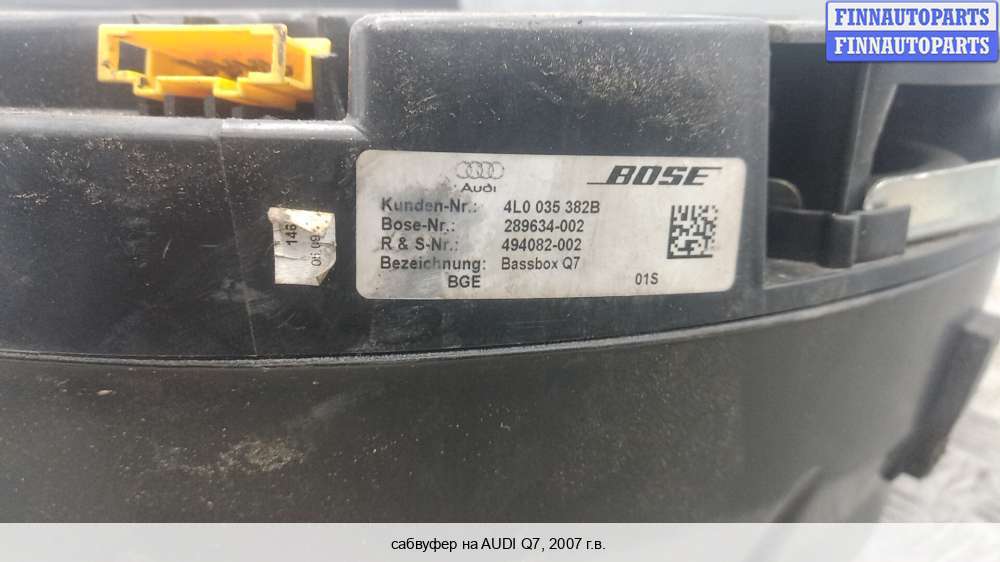 FINNAUTOPARTS
FINNAUTOPARTS
Audi
BOSE
Kunden-Nr.: 4L0 035 382B
Bose-Nr.: 289634-002
R & S-Nr.: 494082-002
Bezeichnung: Bassbox Q7
BGE 01S
146
сабвуфер на AUDI Q7, 2007 г.в.